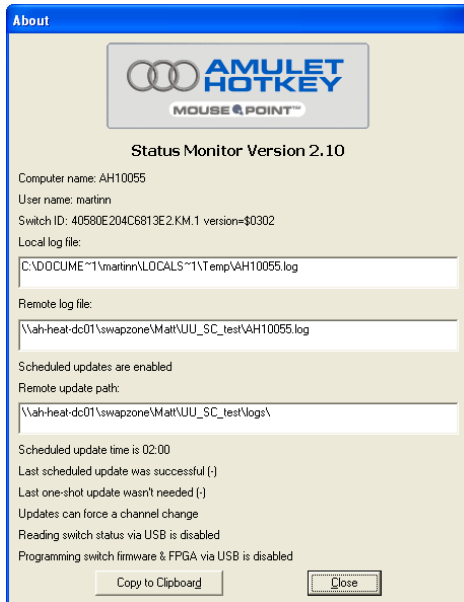 About
AMULET
HOTKEY
MOUSE POINT™
Status Monitor Version 2.10
Computer name: AH10055
User name: martinn
Switch ID: 40580E204C6813E2.KM.1 version=$0302
Local log file:
C:\DOCUME~1\martinn\LOCALS~1\Temp\AH10055.log
Remote log file:
\\ah-heat-dc01\swapzone\Matt\UU_SC_test\AH10055.log
Scheduled updates are enabled
Remote update path:
\\ah-heat-dc01\swapzone\Matt\UU_SC_test\logs\
Scheduled update time is 02:00
Last scheduled update was successful (-)
Last one-shot update wasn't needed (-)
Updates can force a channel change
Reading switch status via USB is disabled
Programming switch firmware & FPGA via USB is disabled
Copy to Clipboard Close